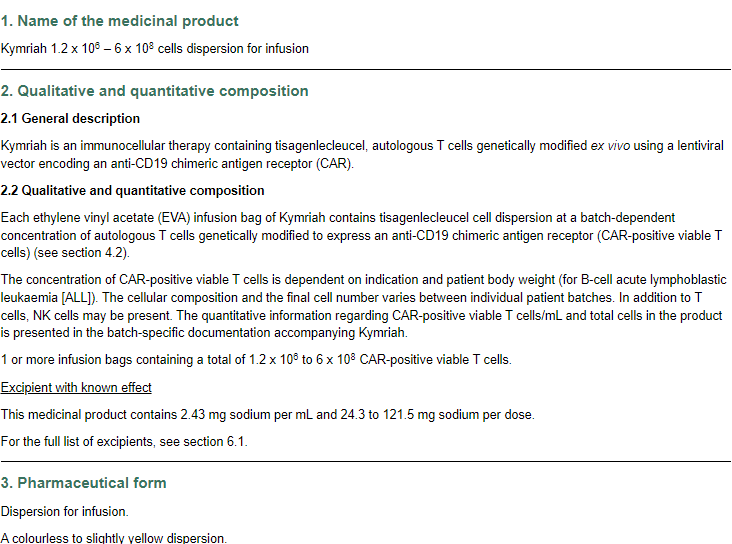 1. Name of the medicinal product
Kymriah 1.2 x 10⁶ – 6 x 10⁸ cells dispersion for infusion
2. Qualitative and quantitative composition
2.1 General description
Kymriah is an immunocellular therapy containing tisagenlecleucel, autologous T cells genetically modified ex vivo using a lentiviral
vector encoding an anti-CD19 chimeric antigen receptor (CAR).
2.2 Qualitative and quantitative composition
Each ethylene vinyl acetate (EVA) infusion bag of Kymriah contains tisagenlecleucel cell dispersion at a batch-dependent
concentration of autologous T cells genetically modified to express an anti-CD19 chimeric antigen receptor (CAR-positive viable T
cells) (see section 4.2).
The concentration of CAR-positive viable T cells is dependent on indication and patient body weight (for B-cell acute lymphoblastic
leukaemia [ALL]). The cellular composition and the final cell number varies between individual patient batches. In addition to T
cells, NK cells may be present. The quantitative information regarding CAR-positive viable T cells/mL and total cells in the product
is presented in the batch-specific documentation accompanying Kymriah.
1 or more infusion bags containing a total of 1.2 x 10⁶ to 6 x 10⁸ CAR-positive viable T cells.
Excipient with known effect
This medicinal product contains 2.43 mg sodium per mL and 24.3 to 121.5 mg sodium per dose.
For the full list of excipients, see section 6.1.
3. Pharmaceutical form
Dispersion for infusion.
A colourless to slightly yellow dispersion.